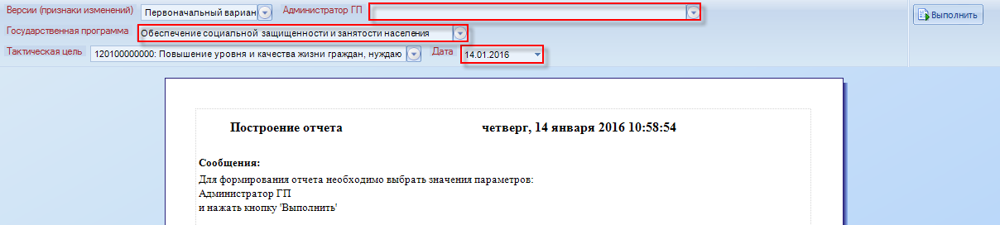 Версии (признаки изменений) Первоначальный вариан Администратор ГП Выполнить
Государственная программа Обеспечение социальной защищенности и занятости населения
Тактическая цель 120100000000: Повышение уровня и качества жизни граждан, нуждаю Дата 14.01.2016
Построение отчета четверг, 14 января 2016 10:58:54
Сообщения:
Для формирования отчета необходимо выбрать значения параметров:
Администратор ГП
и нажать кнопку 'Выполнить'